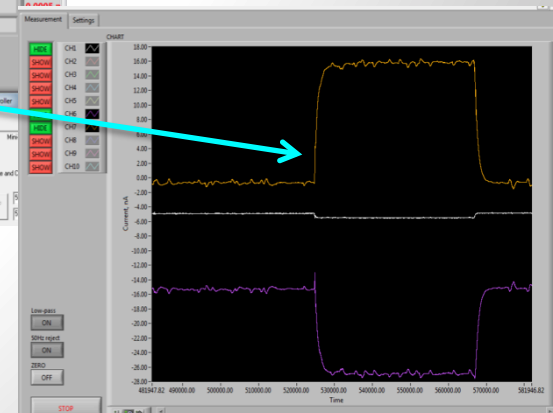 0.0005
Measurement Settings
CHART
HIDE CH1
SHOW CH2
SHOW CH3
SHOW CH4
SHOW CH5
CH6
HIDE CH7
SHOW CH8
SHOW CH9
SHOW CH10
oller
e and C
18.00
16.00
14.00
12.00
10.00
8.00
6.00
4.00
2.00
0.00
-2.00
-4.00
-6.00
-8.00
-10.00
-12.00
-14.00
-16.00
-18.00
-20.00
-22.00
-24.00
-26.00
-28.00
Current, nA
481947.82 490000.00 500000.00 510000.00 520000.00 530000.00 540000.00 550000.00 560000.00 570000.00 581946.82
Time
Low-pass
ON
50Hz reject
ON
ZERO
OFF
STOP